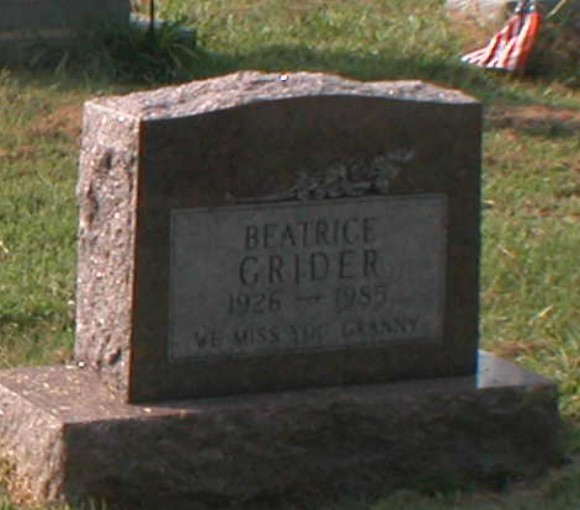 BEATRICE
GRIDER
1926 — 1985
WE MISS YOU GRANNY